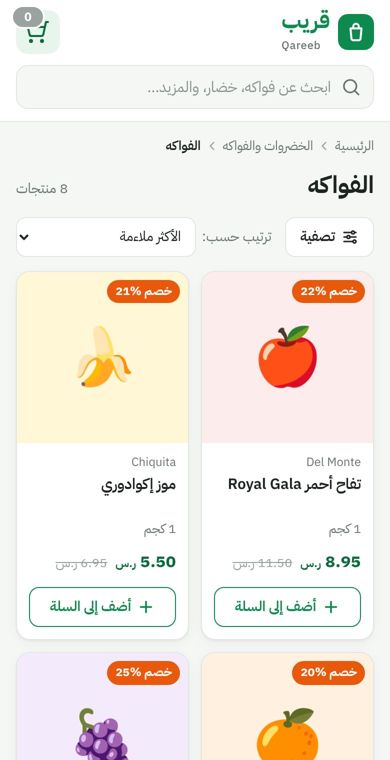 قريب
Qareeb
0
ابحث عن فواكه، خضار، والمزيد...
الرئيسية › الخضروات والفواكه › الفواكه
الفواكه
8 منتجات
تصفية
ترتيب حسب:
الأكثر ملاءمة
خصم 22%
Del Monte
تفاح أحمر Royal Gala
1 كجم
8.95 ر.س 11.50 ر.س
أضف إلى السلة
خصم 21%
Chiquita
موز إكوادوري
1 كجم
5.50 ر.س 6.95 ر.س
أضف إلى السلة
خصم 20%
خصم 25%